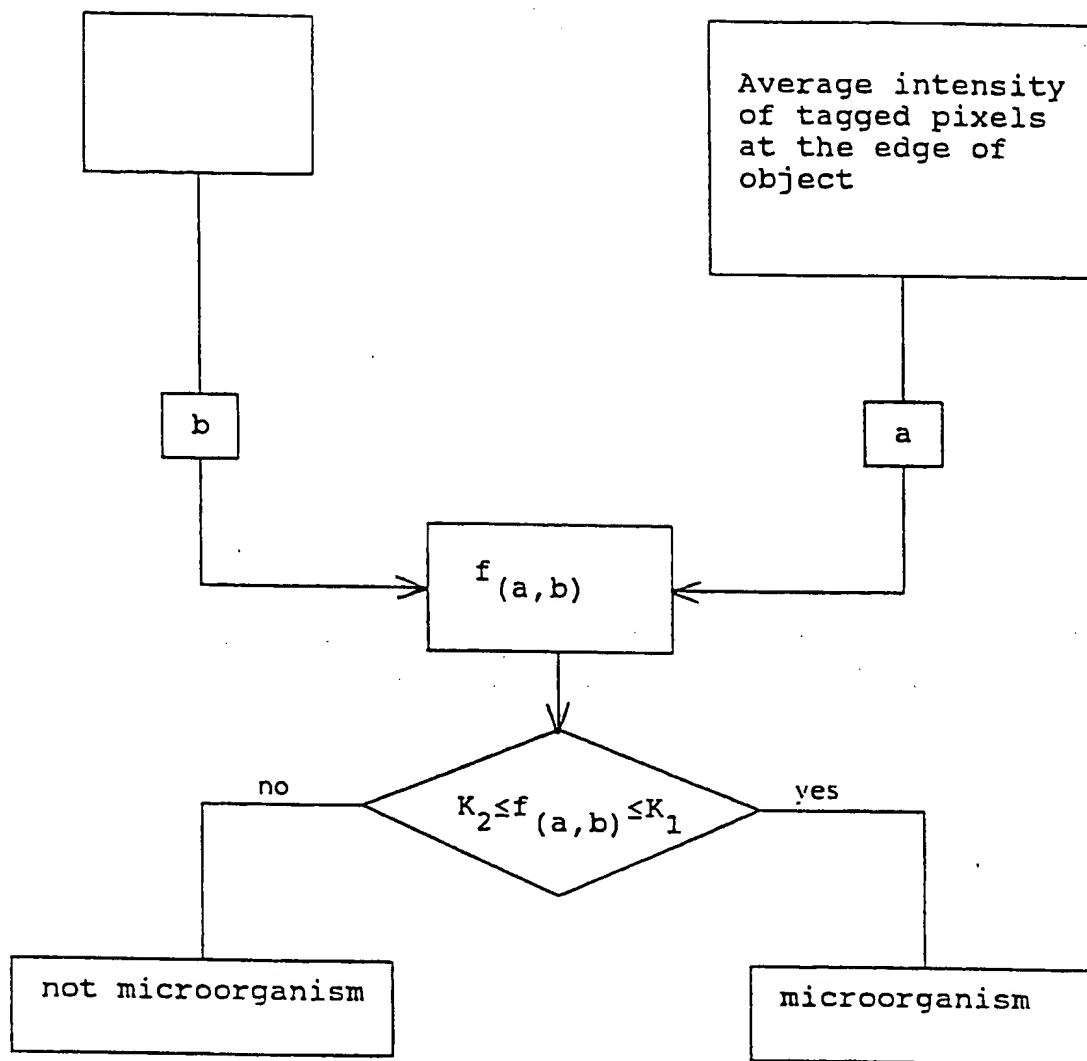 Average intensity
of tagged pixels
at the edge of
object
b
a
f(a,b)
no
yes
K2≤f(a,b)≤K1
not microorganism
microorganism